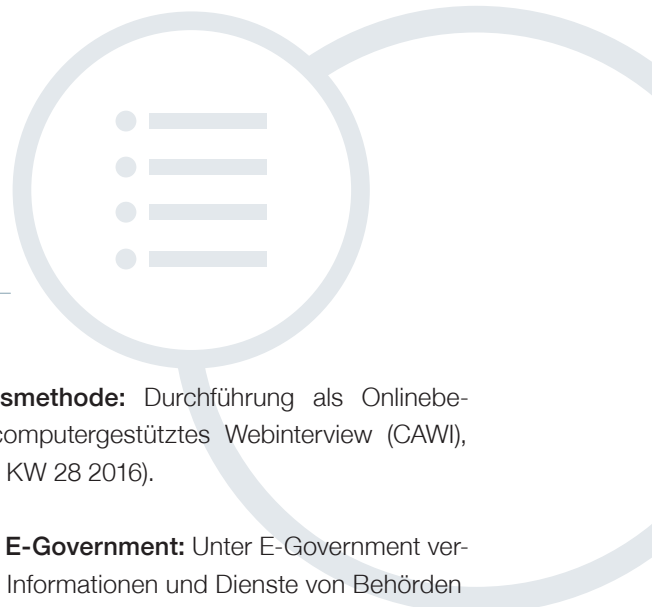 smethode: Durchführung als Onlinebe-
computergestütztes Webinterview (CAWI),
KW 28 2016).
E-Government: Unter E-Government ver-
Informationen und Dienste von Behörden